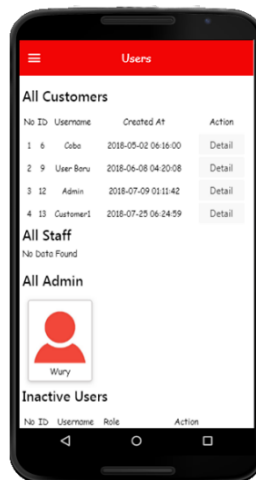 Users
All Customers
No ID Username Created At Action
1 6 Coba 2018-05-02 06:16:00 Detail
2 9 User Baru 2018-06-08 04:20:08 Detail
3 12 Admin 2018-07-09 01:11:42 Detail
4 13 Customer1 2018-07-25 06:24:59 Detail
All Staff
No Data Found
All Admin
Wury
Inactive Users
No ID Username Role Action